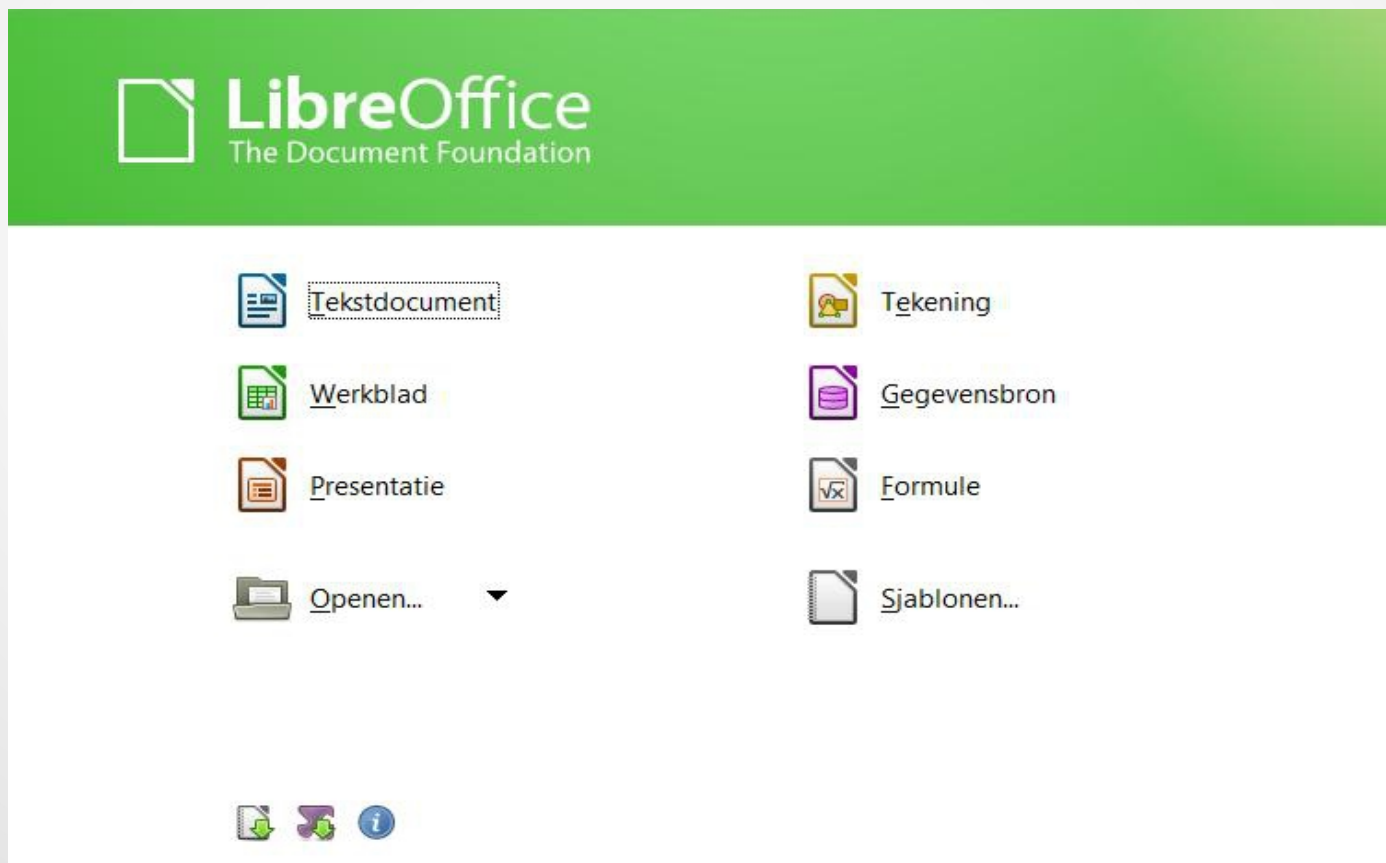 LibreOffice
The Document Foundation
Tekstdocument
Tekening
Werkblad
Gegevensbron
Presentatie
Formule
Openen...
Sjablonen...